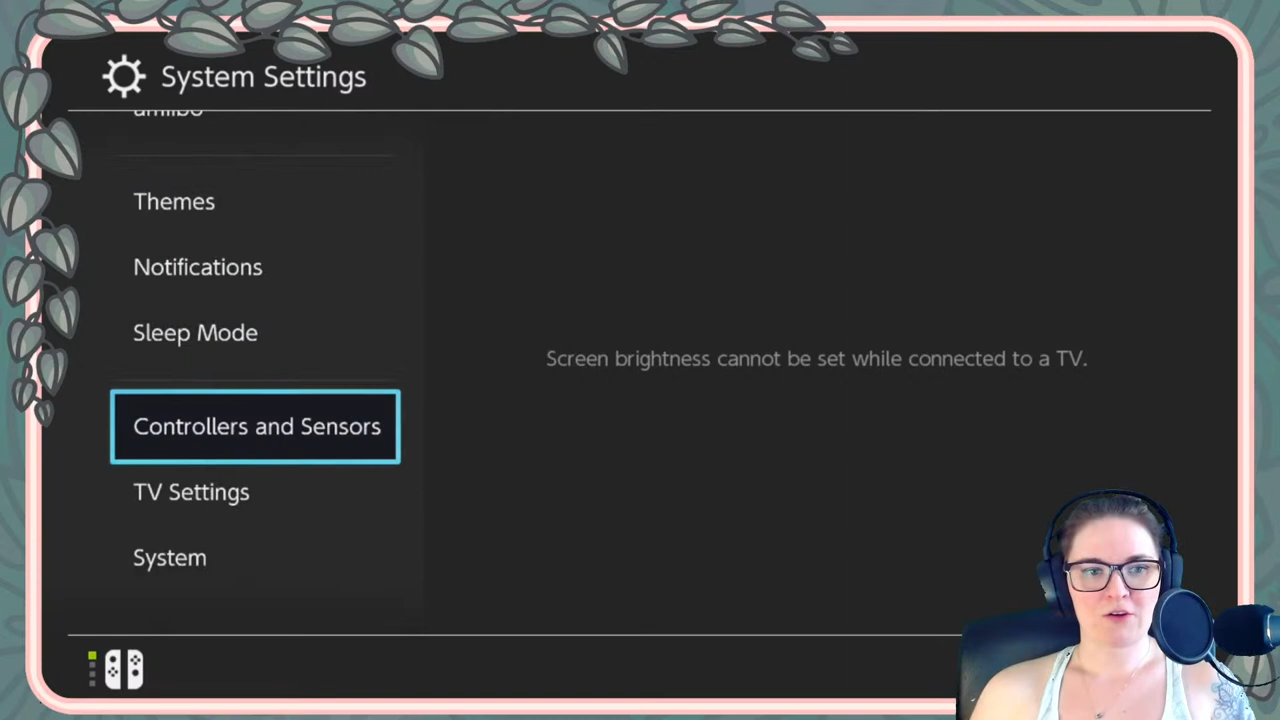 System Settings
amiibo
Themes
Notifications
Sleep Mode
Controllers and Sensors
TV Settings
System
Screen brightness cannot be set while connected to a TV.